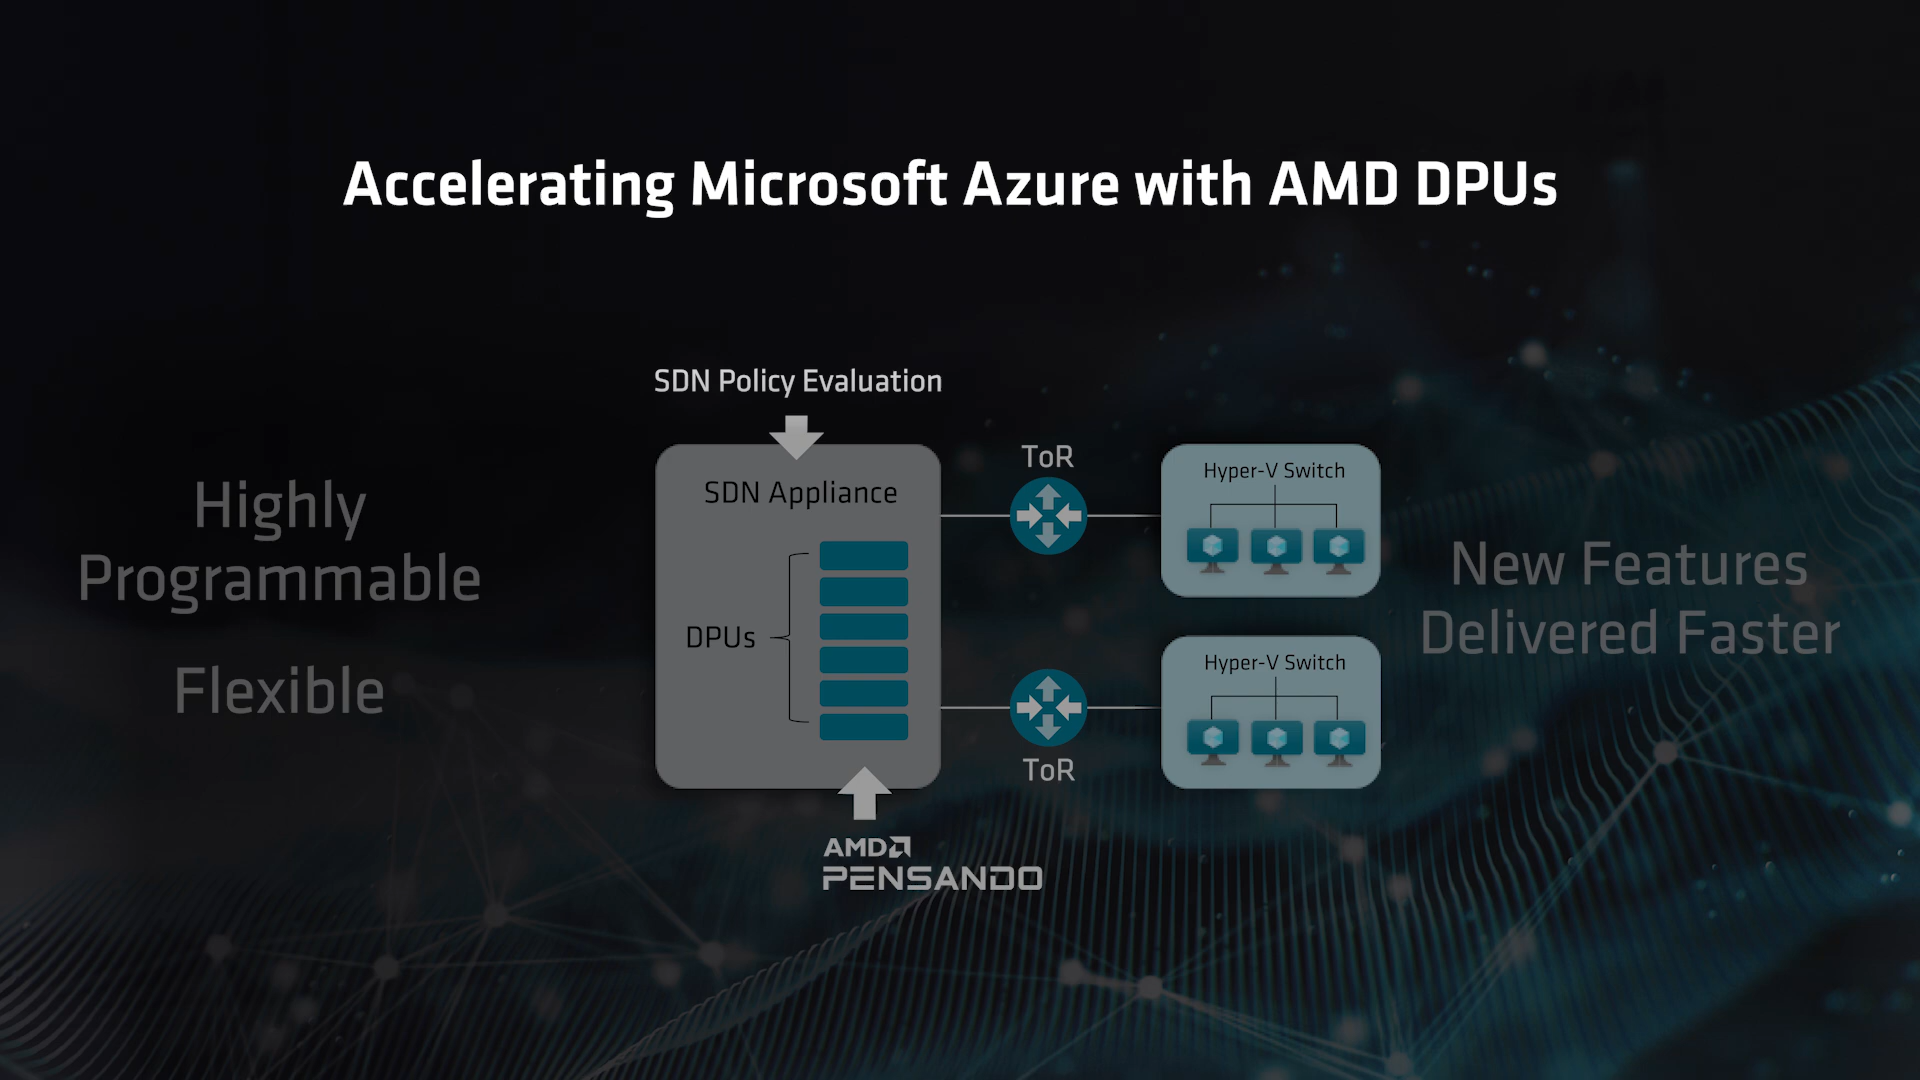 Accelerating Microsoft Azure with AMD DPUs
Highly
Programmable
Flexible
SDN Policy Evaluation
SDN Appliance
DPUs
AMD
PENSANDO
ToR
ToR
Hyper-V Switch
Hyper-V Switch
New Features
Delivered Faster